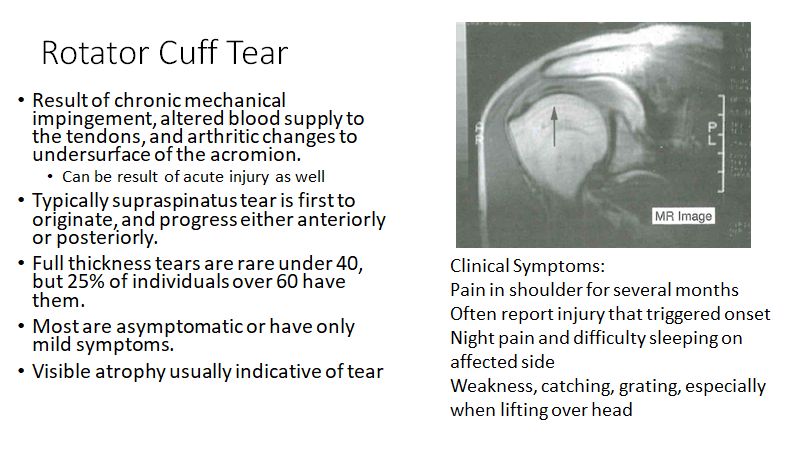 Rotator Cuff Tear
• Result of chronic mechanical
impingement, altered blood supply to
the tendons, and arthritic changes to
undersurface of the acromion.
• Can be result of acute injury as well
• Typically supraspinatus tear is first to
originate, and progress either anteriorly
or posteriorly.
• Full thickness tears are rare under 40,
but 25% of individuals over 60 have
them.
• Most are asymptomatic or have only
mild symptoms.
• Visible atrophy usually indicative of tear
A
R
P
L
MR Image
Clinical Symptoms:
Pain in shoulder for several months
Often report injury that triggered onset
Night pain and difficulty sleeping on
affected side
Weakness, catching, grating, especially
when lifting over head